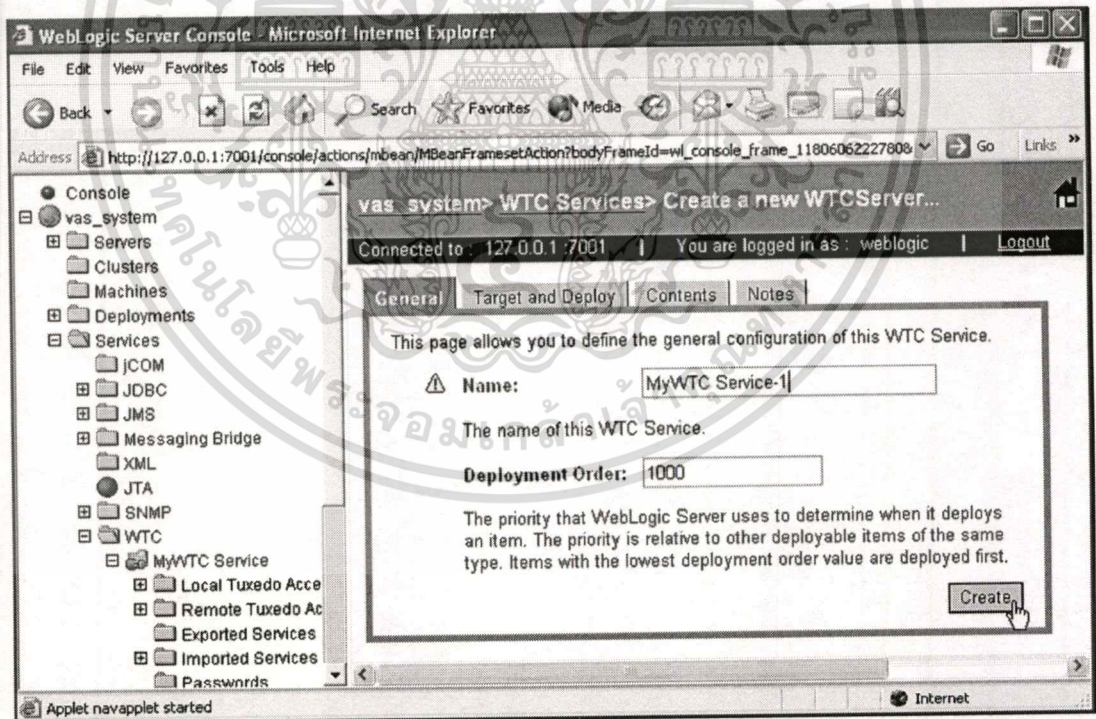 WebLogic Server Console - Microsoft Internet Explorer
File Edit View Favorites Tools Help
Back Search Favorites Media
Address http://127.0.0.1:7001/console/actions/mbean/MBeanFramesetAction?bodyFrameId=wl_console_frame_1180606222780& Go Links »
Console
vas_system
Servers
Clusters
Machines
Deployments
Services
jCOM
JDBC
JMS
Messaging Bridge
XML
JTA
SNMP
WTC
MyWTC Service
Local Tuxedo Acce
Remote Tuxedo Ac
Exported Services
Imported Services
Passwords
vas_system> WTC Services> Create a new WTCServer...
Connected to : 127.0.0.1 :7001 | You are logged in as : weblogic | Logout
General Target and Deploy Contents Notes
This page allows you to define the general configuration of this WTC Service.
Name: MyWTC Service-1
The name of this WTC Service.
Deployment Order: 1000
The priority that WebLogic Server uses to determine when it deploys
an item. The priority is relative to other deployable items of the same
type. Items with the lowest deployment order value are deployed first.
Create
Applet navapplet started
Internet